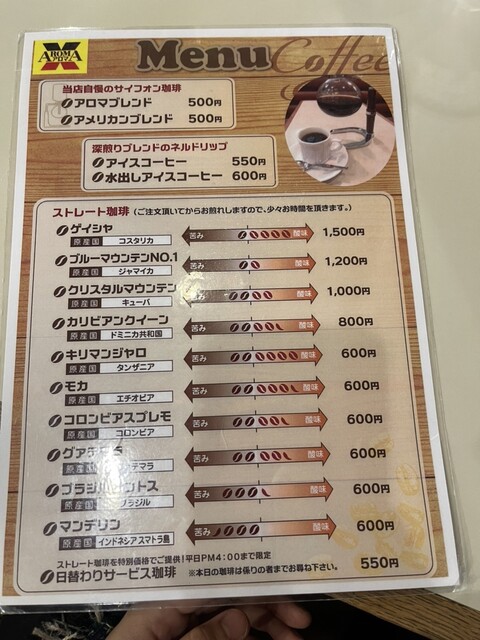 AROMA
Menu Coffee
当店自慢のサイフォン珈琲
アロマブレンド 500円
アメリカンブレンド 500円
深煎りブレンドのネルドリップ
アイスコーヒー 550円
水出しアイスコーヒー 600円
ストレート珈琲 (ご注文頂いてからお煎れしますので、少々お時間を頂きます。)
ゲイシャ
原産国 コスタリカ 苦み 酸味 1,500円
ブルーマウンテンNO.1
原産国 ジャマイカ 苦み 酸味 1,200円
クリスタルマウンテン
原産国 キューバ 苦み 酸味 1,000円
カリビアンクイーン
原産国 ドミニカ共和国 苦み 酸味 800円
キリマンジャロ
原産国 タンザニア 苦み 酸味 600円
モカ
原産国 エチオピア 苦み 酸味 600円
コロンビアスプレモ
原産国 コロンビア 苦み 酸味 600円
原産国 苦み 酸味 600円
原産国 苦み 酸味 600円
マンデリン
原産国 インドネシアスマトラ島 苦み 酸味 600円
ストレート珈琲を特別価格でご提供!平日PM4:00まで限定
日替わりサービス珈琲 ※本日の珈琲は係りの者までお尋ね下さい。 550円